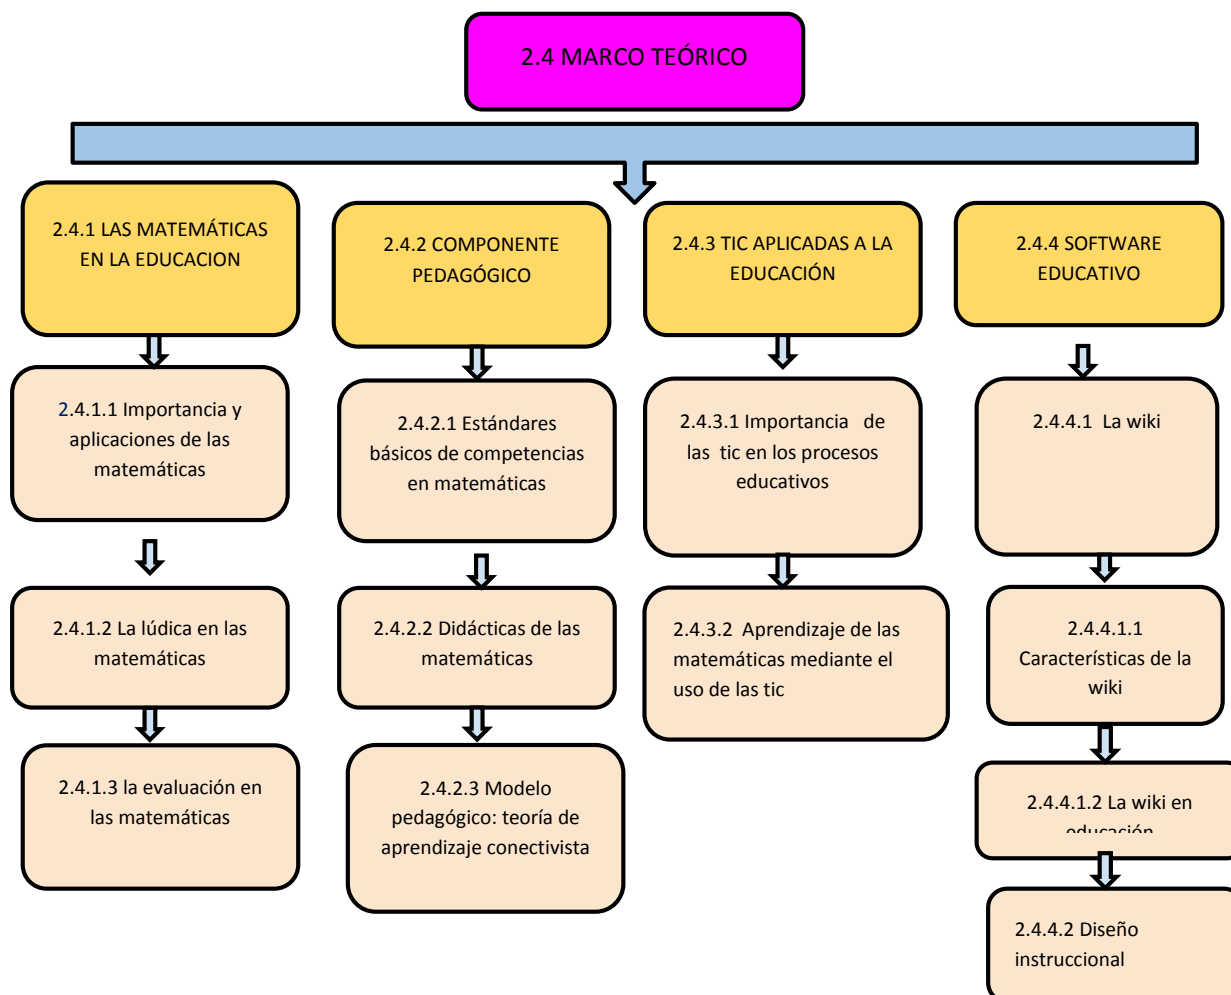 2.4 MARCO TEÓRICO
2.4.1 LAS MATEMÁTICAS
EN LA EDUCACION
2.4.1.1 Importancia y
aplicaciones de las
matemáticas
2.4.1.2 La lúdica en las
matemáticas
2.4.1.3 la evaluación en
las matemáticas
2.4.2 COMPONENTE
PEDAGÓGICO
2.4.2.1 Estándares
básicos de competencias
en matemáticas
2.4.2.2 Didácticas de las
matemáticas
2.4.2.3 Modelo
pedagógico: teoría de
aprendizaje conectivista
2.4.3 TIC APLICADAS A LA
EDUCACIÓN
2.4.3.1 Importancia de
las tic en los procesos
educativos
2.4.3.2 Aprendizaje de las
matemáticas mediante el
uso de las tic
2.4.4 SOFTWARE
EDUCATIVO
2.4.4.1 La wiki
2.4.4.1.1
Características de la
wiki
2.4.4.1.2 La wiki en
educación
2.4.4.2 Diseño
instruccional